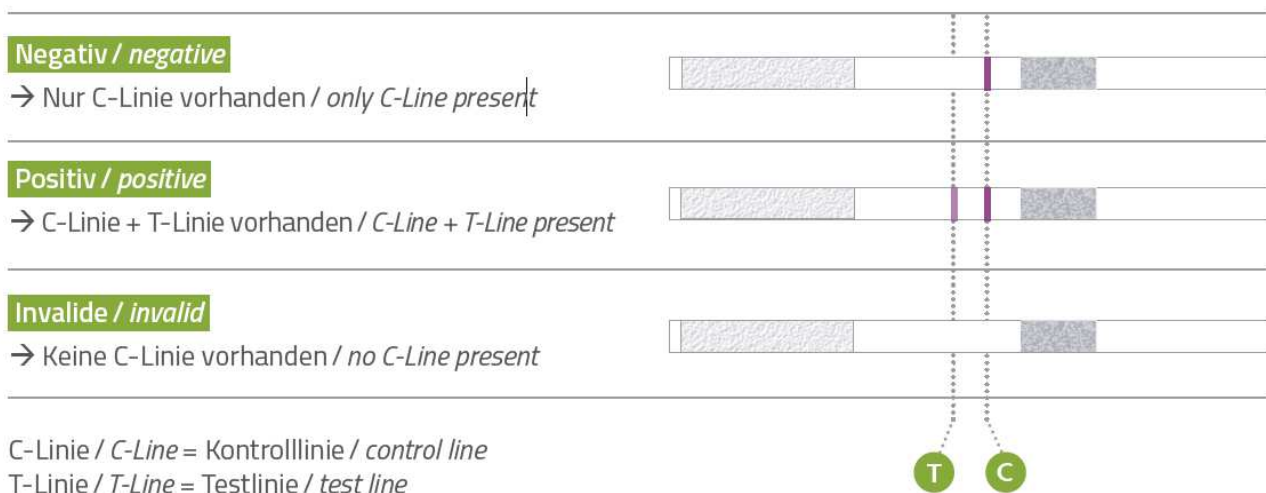 Negativ / negative
→ Nur C-Linie vorhanden / only C-Line present
Positiv / positive
→ C-Linie + T-Linie vorhanden / C-Line + T-Line present
Invalide / invalid
→ Keine C-Linie vorhanden / no C-Line present
C-Linie / C-Line = Kontrolllinie / control line
T-Linie / T-Line = Testlinie / test line
T C